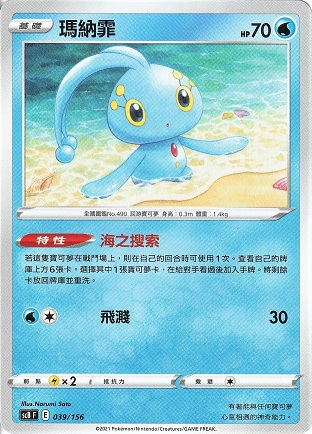 基礎 瑪納霏 HP70
全國圖鑑No.490 洄游寶可夢 身高:0.3m 體重:1.4kg
特性 海之搜索
若這隻寶可夢在戰鬥場上,則在自己的回合時可使用1次。查看自己的牌
庫上方6張卡,選擇其中1張寶可夢卡,在給對手看過後加入手牌。將剩餘
卡放回牌庫並重洗。
飛濺 30
弱點 ×2 抵抗力 撤退
Illus.Narumi Sato
sc3 F E 039/156
有著能與任何寶可夢
心氣相通的神奇能力。
©2021 Pokémon/Nintendo/Creatures/GAME FREAK.